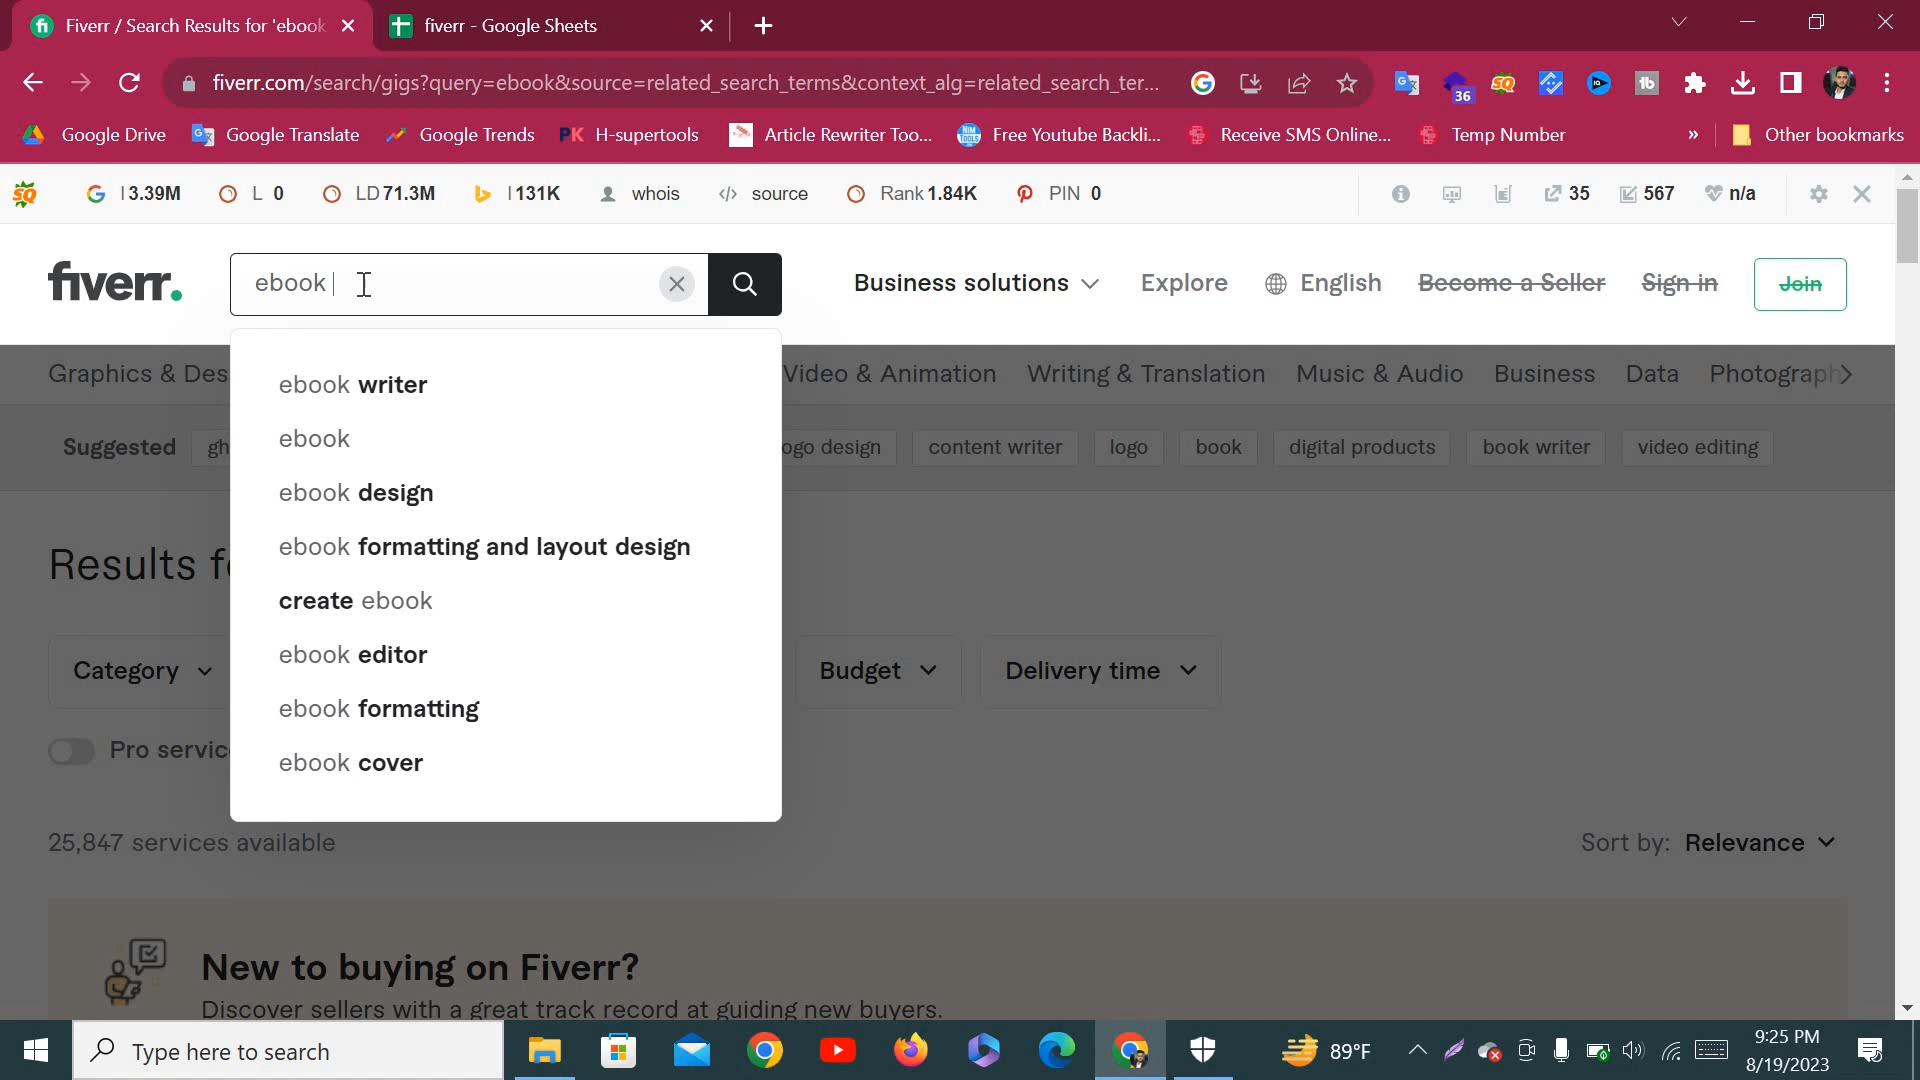 Fiverr / Search Results for 'ebook
fiverr - Google Sheets
fiverr.com/search/gigs?query=ebook&source=related_search_terms&context_alg=related_search_ter...
36
Google Drive
Google Translate
Google Trends
PK H-supertools
Article Rewriter Too...
Free Youtube Backli...
Receive SMS Online...
Temp Number
»
Other bookmarks
SQ
I 3.39M
L 0
LD 71.3M
I 131K
whois
source
Rank 1.84K
PIN 0
35
567
n/a
fiverr.
ebook
Business solutions
Explore
English
Become a Seller
Sign in
Join
Graphics & Des
Video & Animation
Writing & Translation
Music & Audio
Business
Data
Photograph
Suggested
gh
ogo design
content writer
logo
book
digital products
book writer
video editing
ebook writer
ebook
ebook design
ebook formatting and layout design
create ebook
ebook editor
ebook formatting
ebook cover
Results f
Category
Budget
Delivery time
Pro servic
25,847 services available
Sort by: Relevance
New to buying on Fiverr?
Discover sellers with a great track record at guiding new buyers.
Type here to search
89°F
9:25 PM
8/19/2023